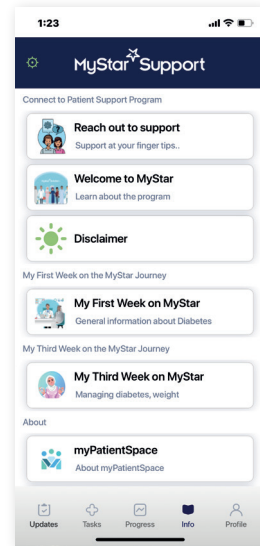 1:23
MyStar Support
Connect to Patient Support Program
Reach out to support
Support at your finger tips..
Welcome to MyStar
Learn about the program
Disclaimer
My First Week on the MyStar Journey
My First Week on MyStar
General information about Diabetes
My Third Week on the MyStar Journey
My Third Week on MyStar
Managing diabetes, weight
About
myPatientSpace
About myPatientSpace
Updates Tasks Progress Info Profile